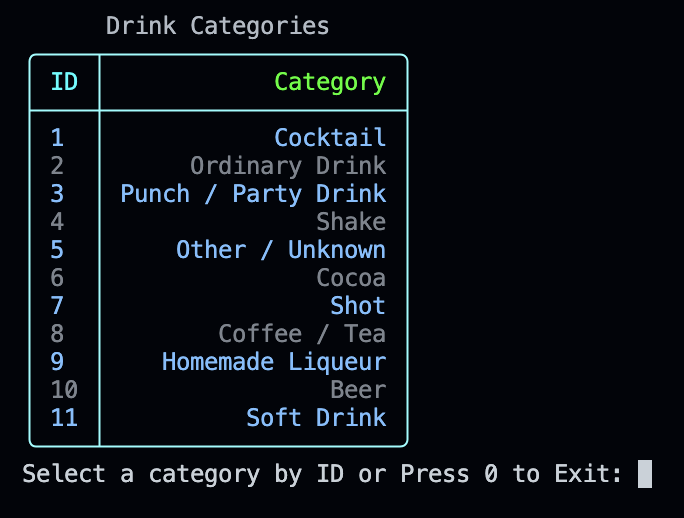 Drink Categories
ID Category
1 Cocktail
2 Ordinary Drink
3 Punch / Party Drink
4 Shake
5 Other / Unknown
6 Cocoa
7 Shot
8 Coffee / Tea
9 Homemade Liqueur
10 Beer
11 Soft Drink
Select a category by ID or Press 0 to Exit: